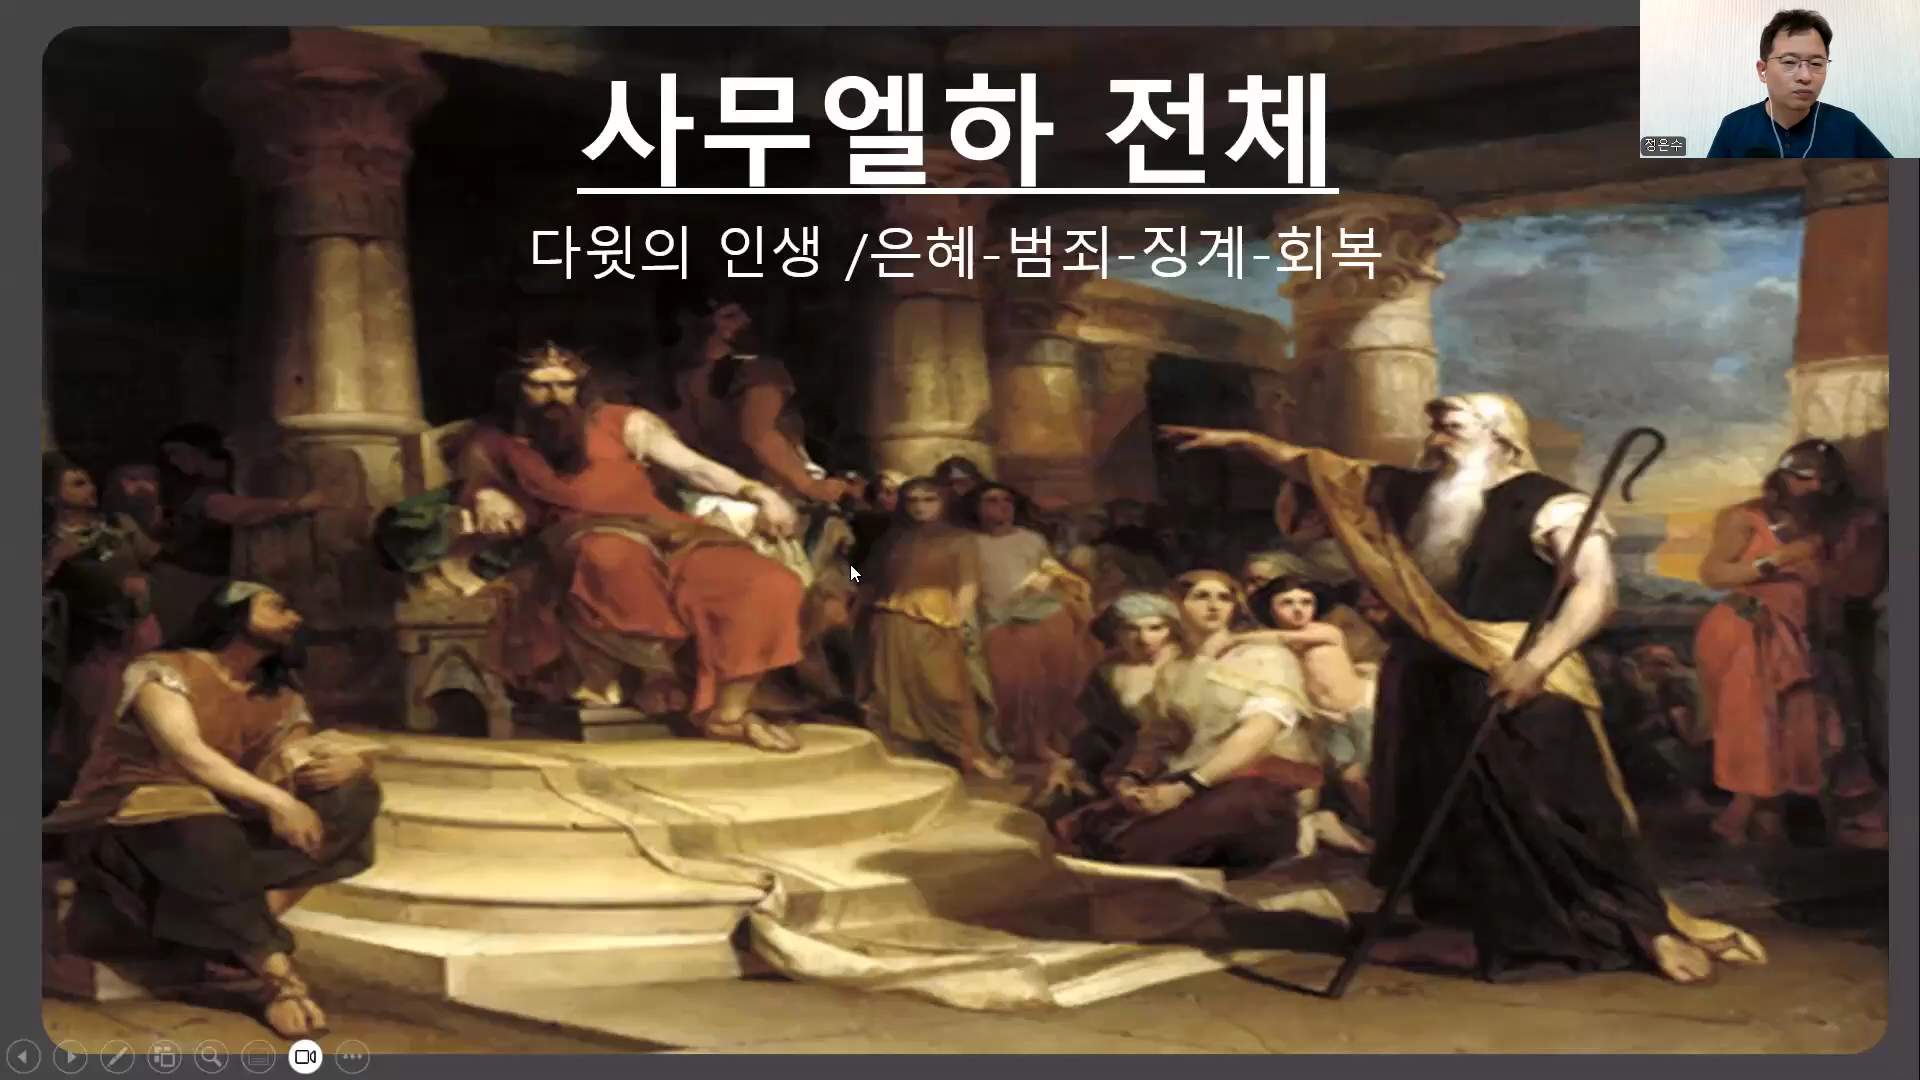 사무엘하 전체
다윗의 인생 /은혜-범죄-징계-회복
정은수